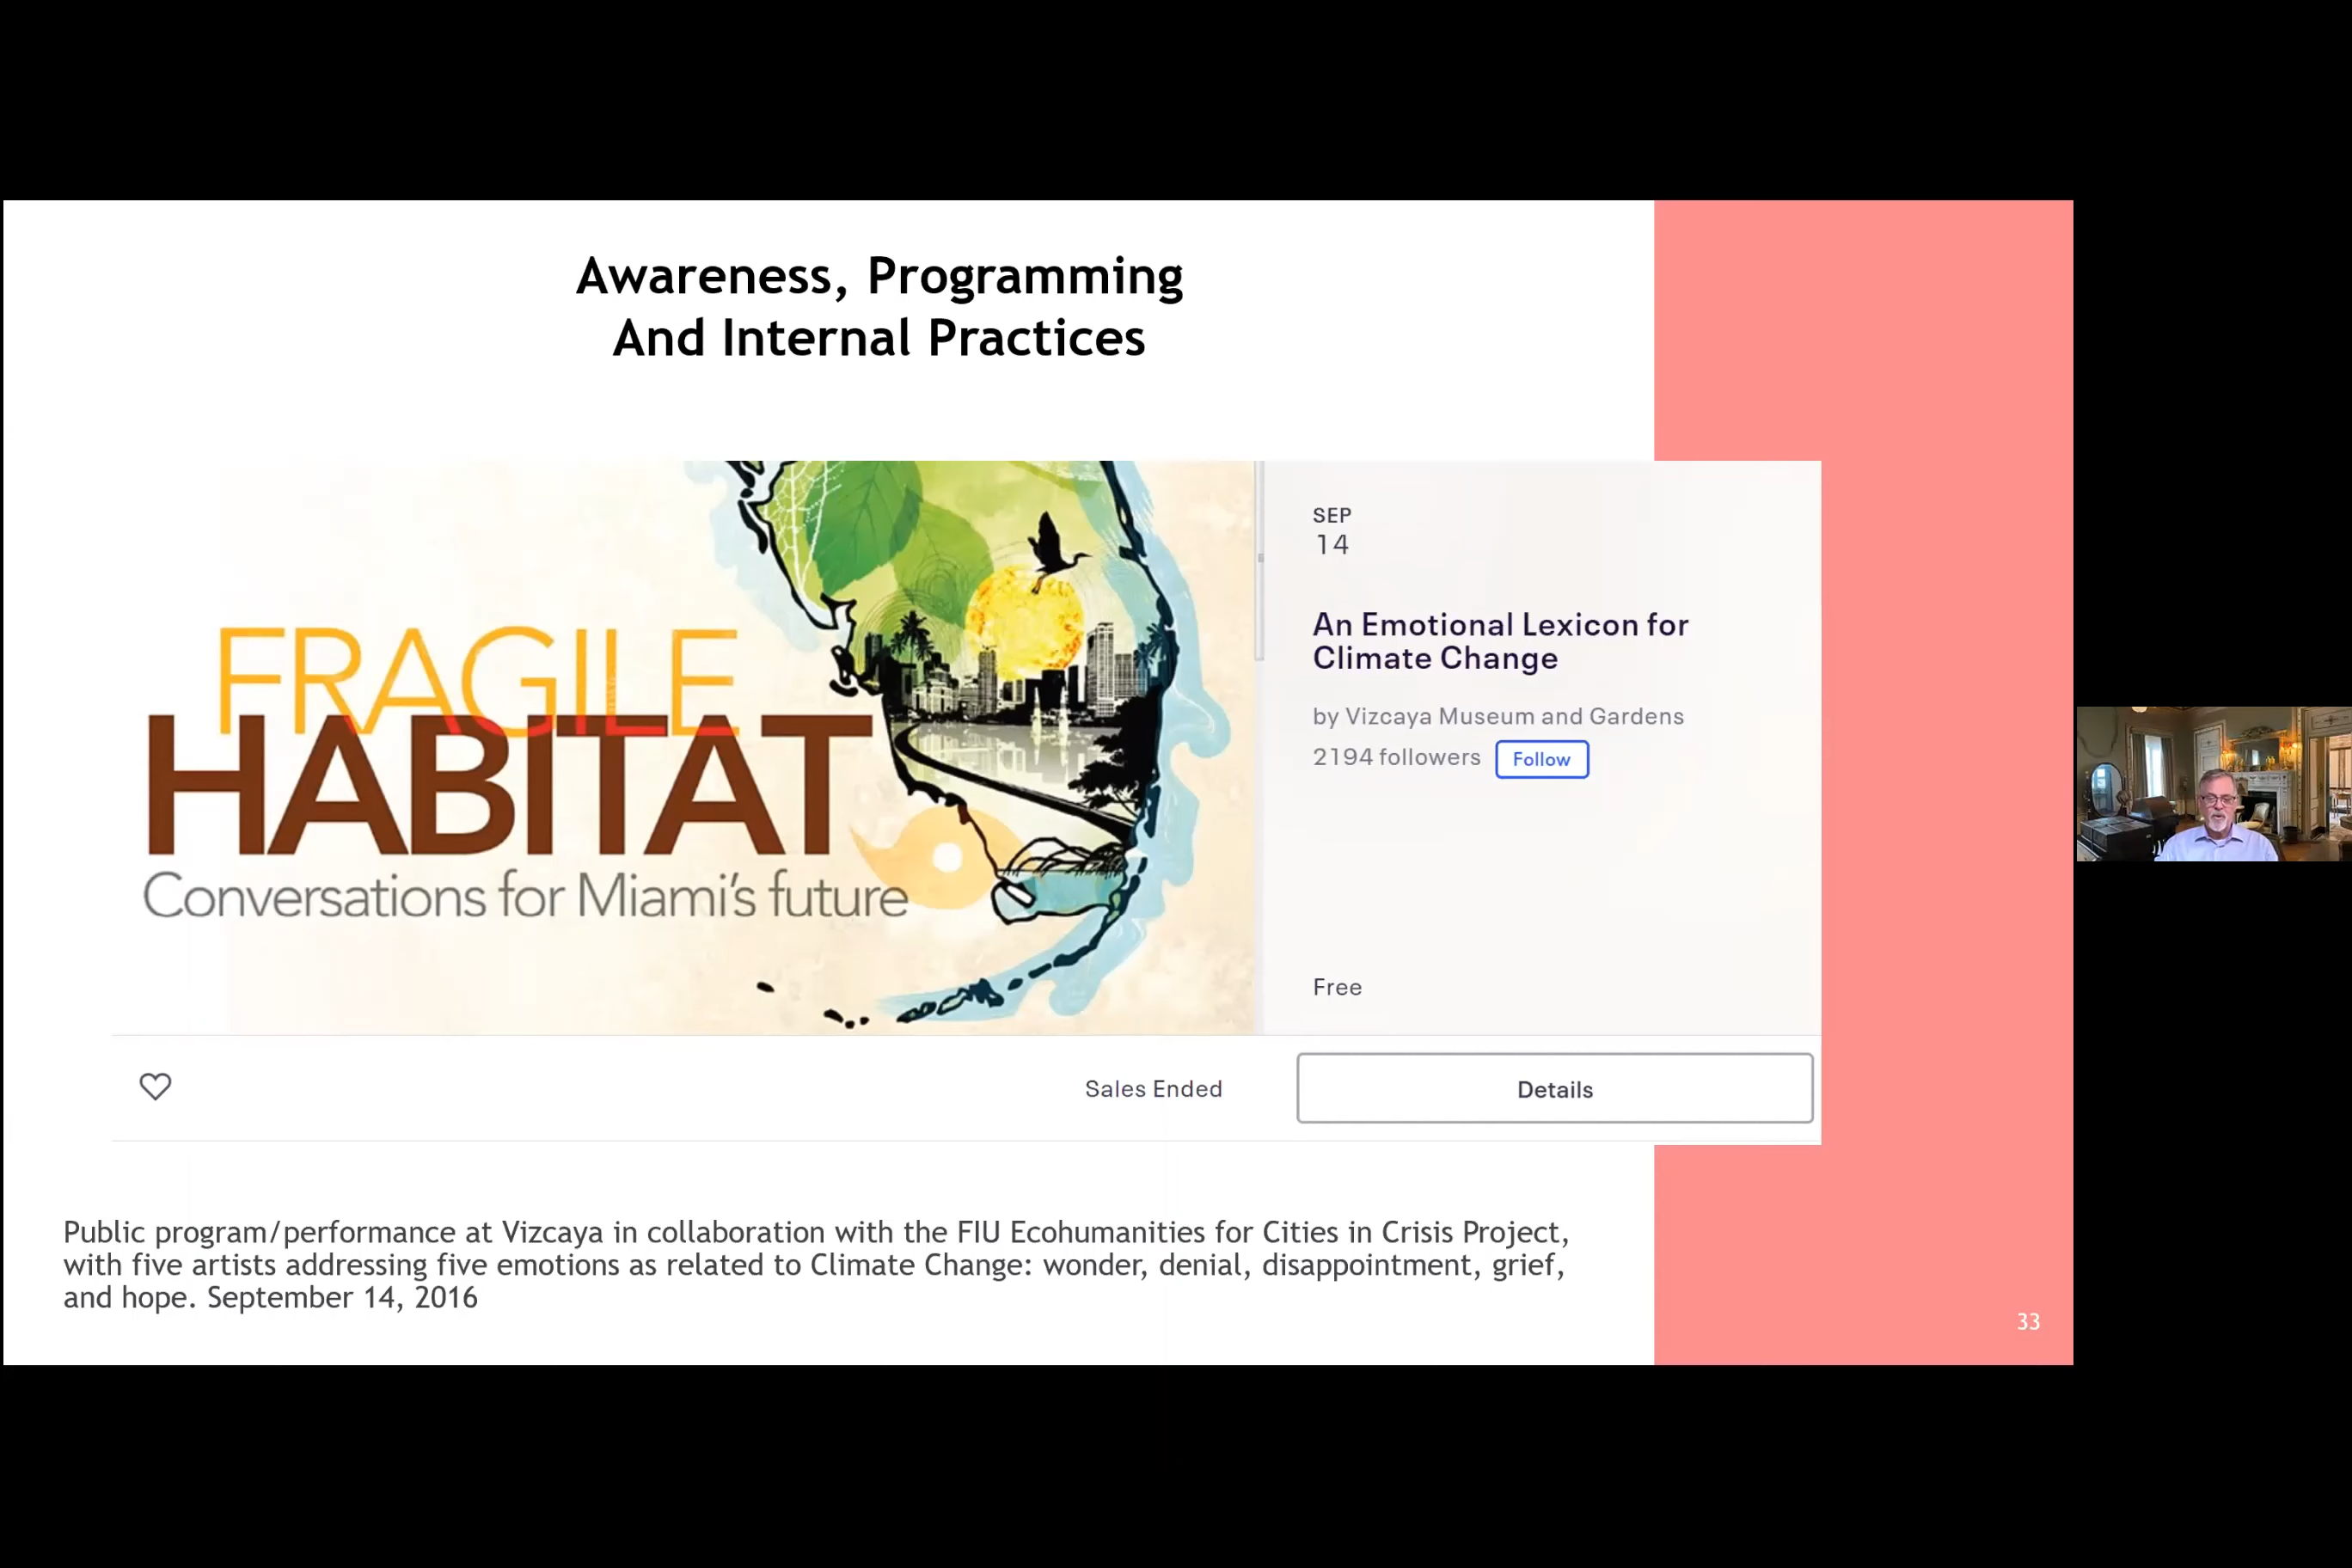 Awareness, Programming
And Internal Practices
FRAGILE
HABITAT
Conversations for Miami's future
SEP
14
An Emotional Lexicon for
Climate Change
by Vizcaya Museum and Gardens
2194 followers
Follow
Free
Sales Ended
Details
Public program/performance at Vizcaya in collaboration with the FIU Ecohumanities for Cities in Crisis Project,
with five artists addressing five emotions as related to Climate Change: wonder, denial, disappointment, grief,
and hope. September 14, 2016
33